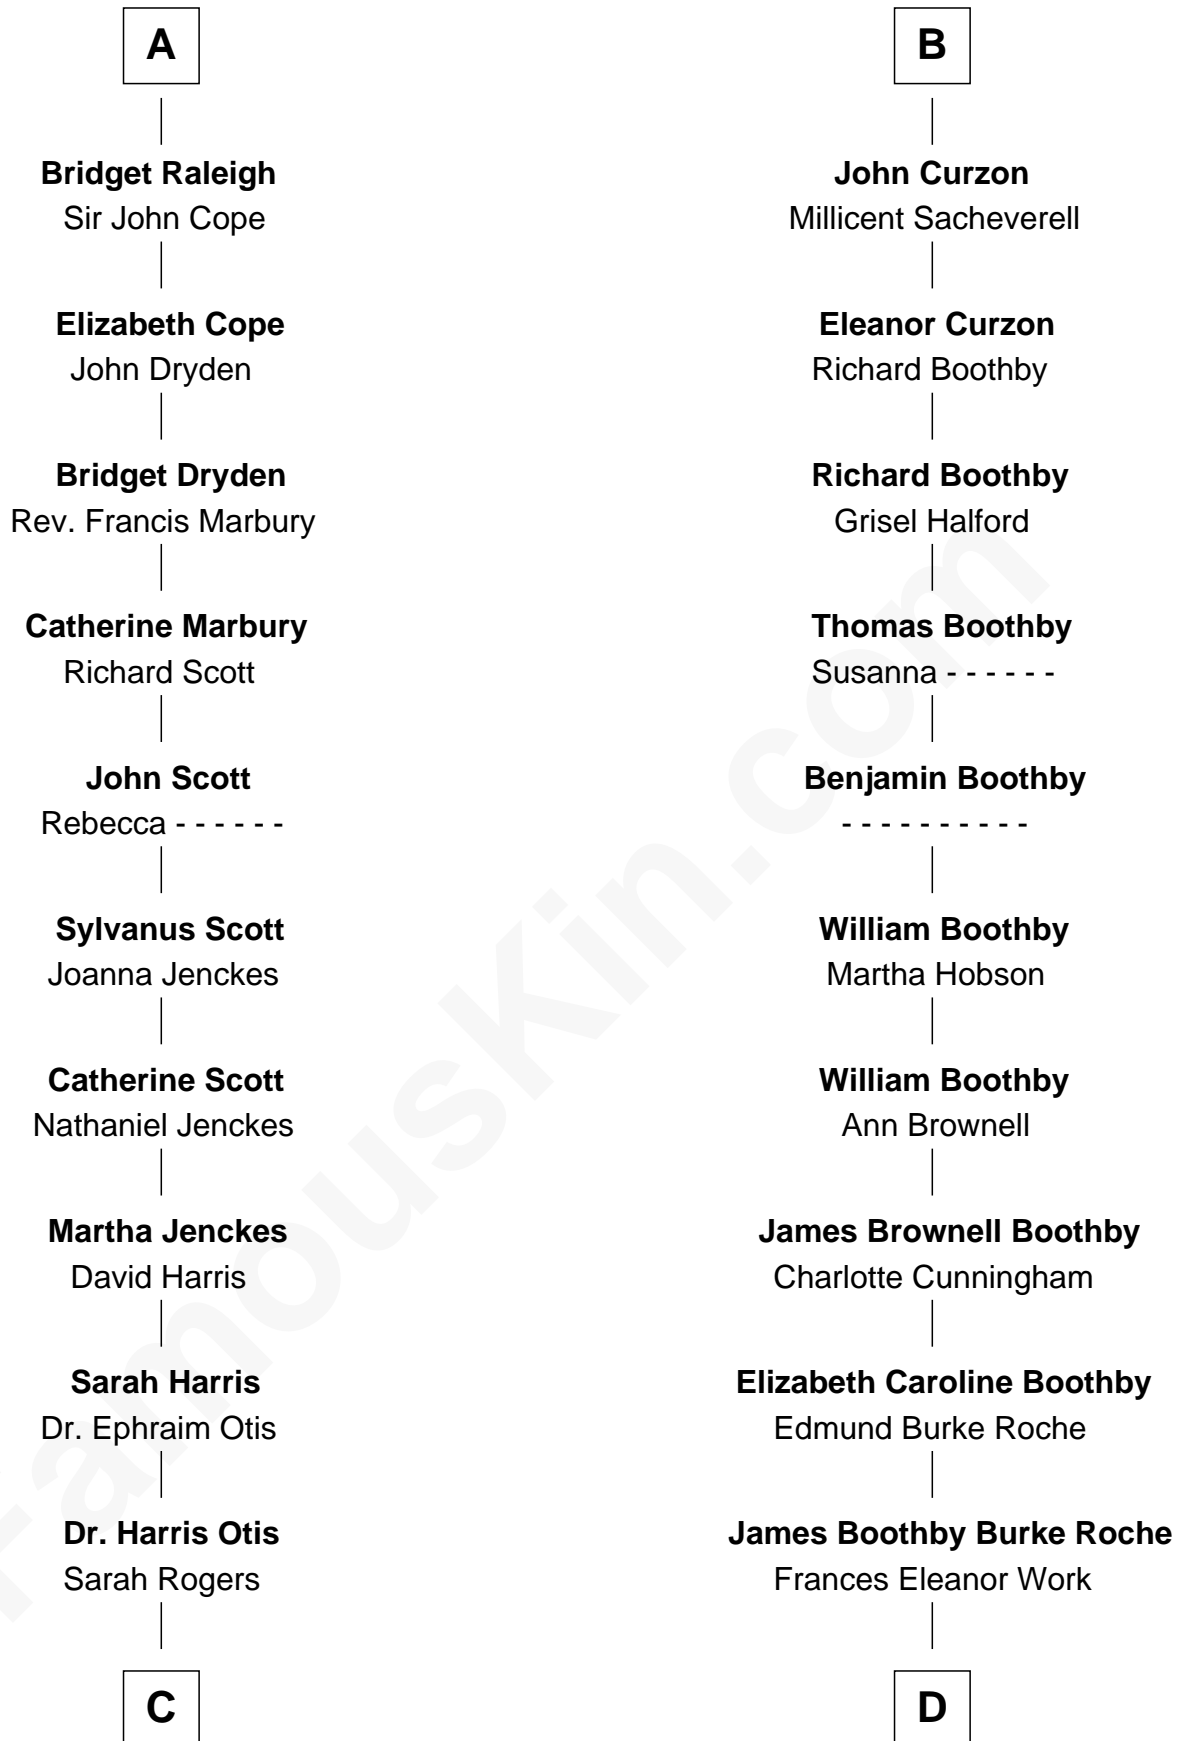 A
Bridget Raleigh
Sir John Cope
Elizabeth Cope
John Dryden
Bridget Dryden
Rev. Francis Marbury
Catherine Marbury
Richard Scott
John Scott
Rebecca - - - - - -
Sylvanus Scott
Joanna Jenckes
Catherine Scott
Nathaniel Jenckes
Martha Jenckes
David Harris
Sarah Harris
Dr. Ephraim Otis
Dr. Harris Otis
Sarah Rogers
C
B
John Curzon
Millicent Sacheverell
Eleanor Curzon
Richard Boothby
Richard Boothby
Grisel Halford
Thomas Boothby
Susanna - - - - - -
Benjamin Boothby
- - - - - - - - - -
William Boothby
Martha Hobson
William Boothby
Ann Brownell
James Brownell Boothby
Charlotte Cunningham
Elizabeth Caroline Boothby
Edmund Burke Roche
James Boothby Burke Roche
Frances Eleanor Work
D
FamousKin.com